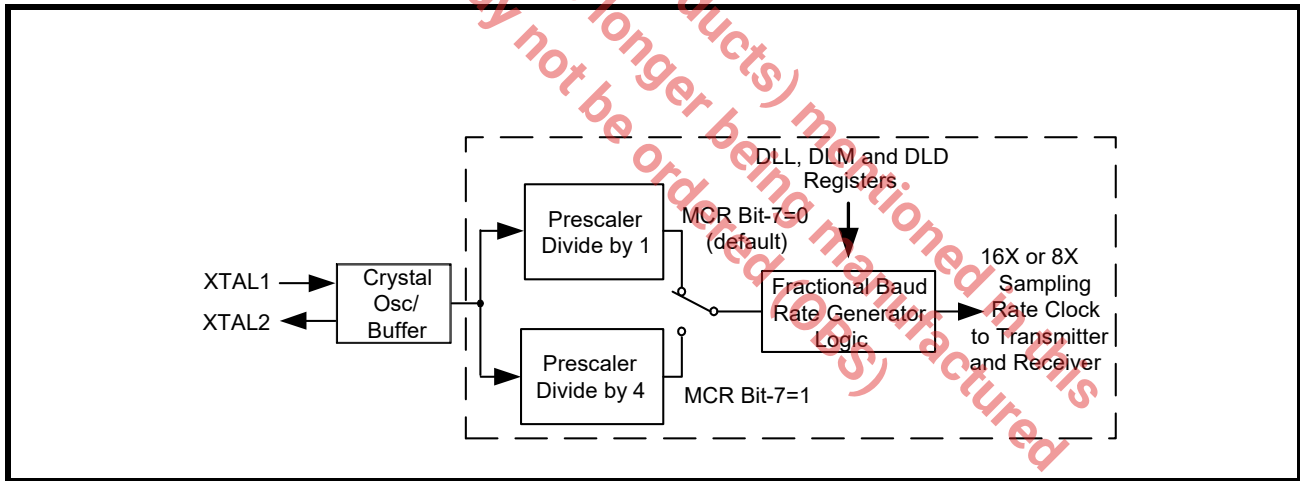 ducts) mentioned in this
longer being manufactured
y not be ordered (OBS)
DLL, DLM and DLD
Registers
Prescaler
Divide by 1
MCR Bit-7=0
(default)
XTAL1
XTAL2
Crystal
Osc/
Buffer
Fractional Baud
Rate Generator
Logic
16X or 8X
Sampling
Rate Clock
to Transmitter
and Receiver
Prescaler
Divide by 4
MCR Bit-7=1